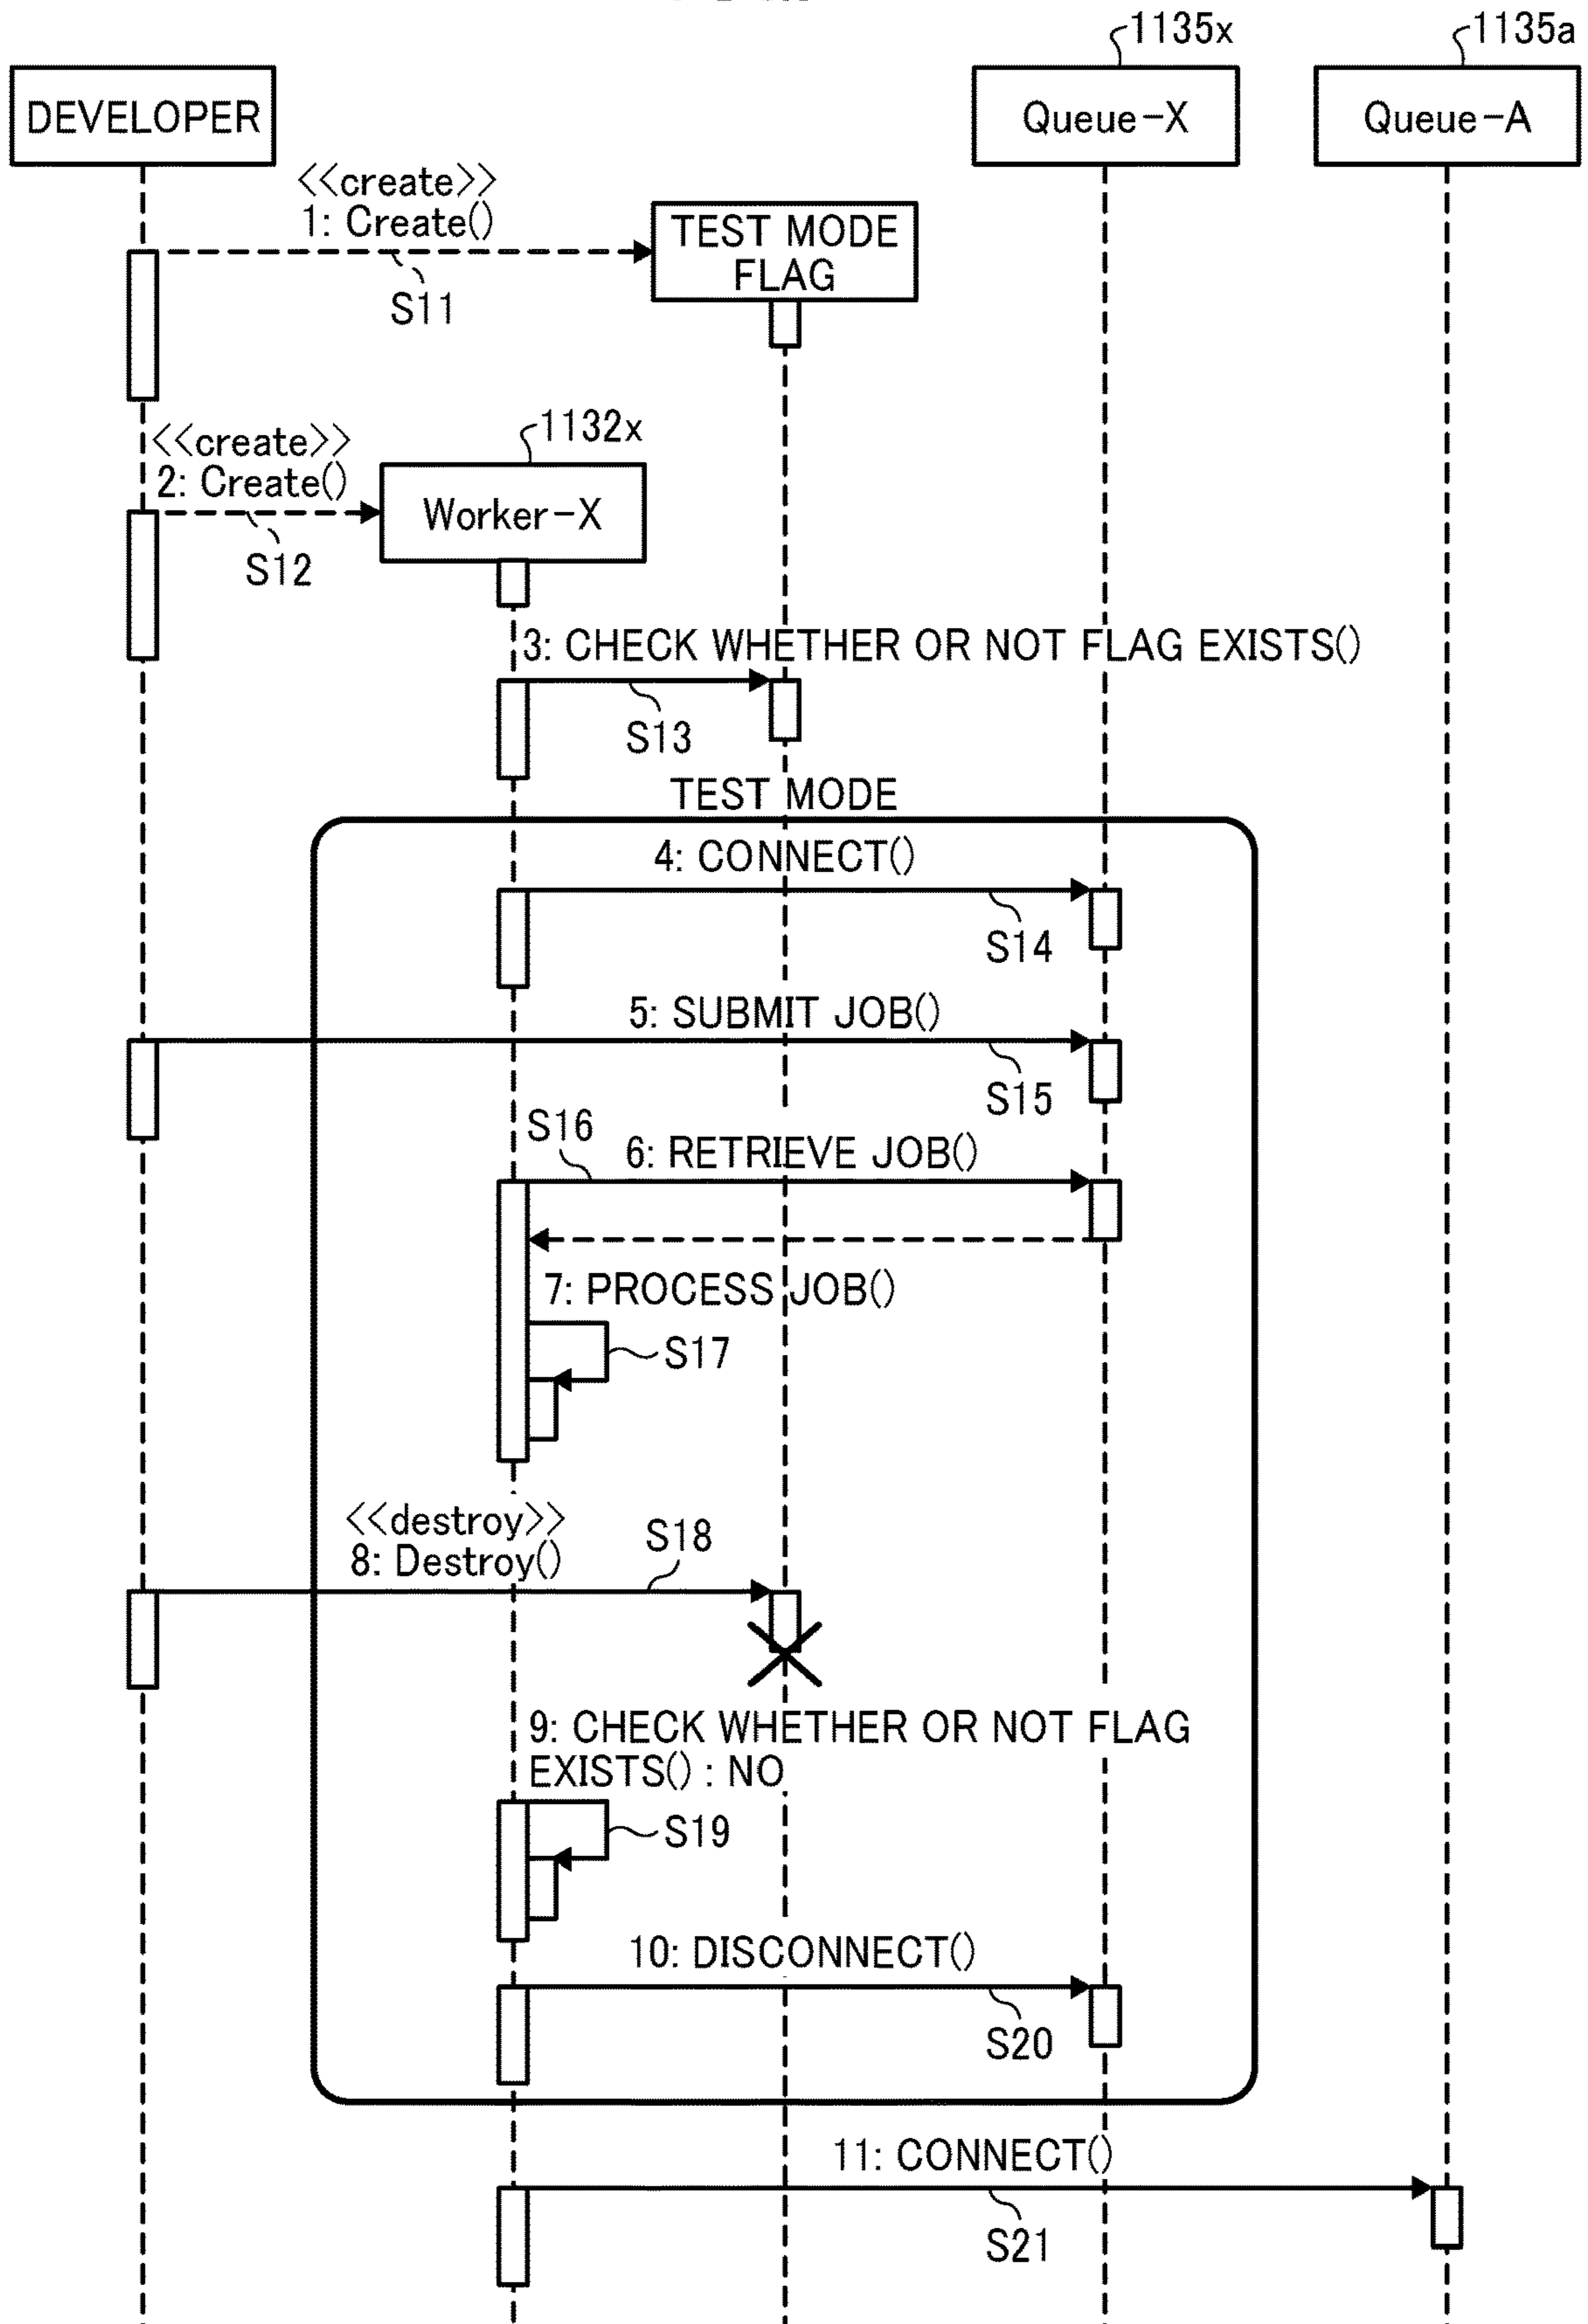 1135x
1135a
DEVELOPER
Queue-X
Queue-A
<<create>>
1: Create()
TEST MODE
FLAG
S11
1132x
<<create>>
2: Create()
Worker-X
S12
3: CHECK WHETHER OR NOT FLAG EXISTS()
S13
TEST MODE
4: CONNECT()
S14
5: SUBMIT JOB()
S15
S16
6: RETRIEVE JOB()
7: PROCESS JOB()
S17
<<destroy>>
8: Destroy()
S18
9: CHECK WHETHER OR NOT FLAG
EXISTS() : NO
S19
10: DISCONNECT()
S20
11: CONNECT()
S21